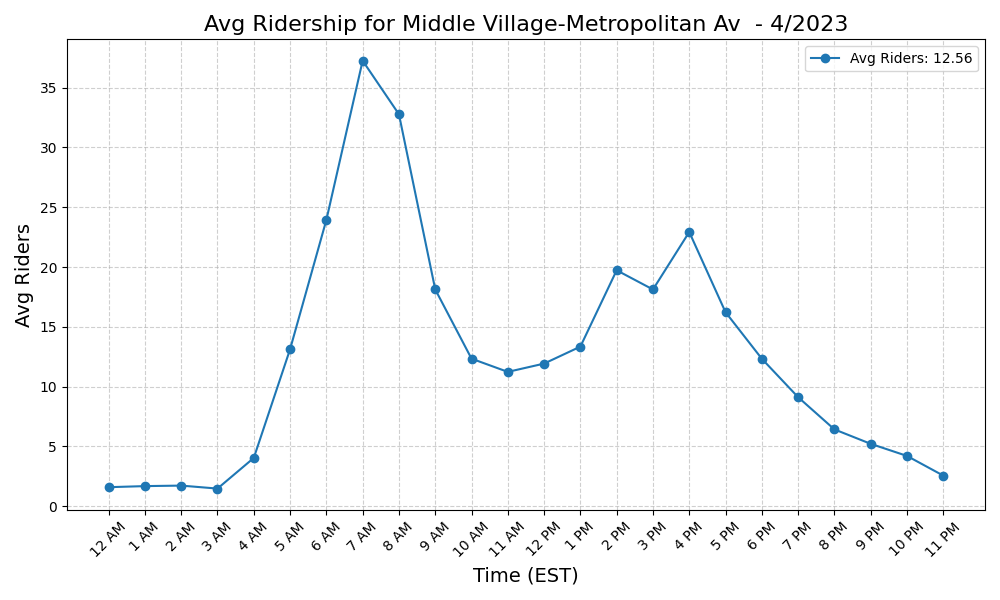 Avg Ridership for Middle Village-Metropolitan Av  - 4/2023
Avg Riders: 12.56
Avg Riders
35
30
25
20
15
10
5
0
12 AM
1 AM
2 AM
3 AM
4 AM
5 AM
6 AM
7 AM
8 AM
9 AM
10 AM
11 AM
12 PM
1 PM
2 PM
3 PM
4 PM
5 PM
6 PM
7 PM
8 PM
9 PM
10 PM
11 PM
Time (EST)